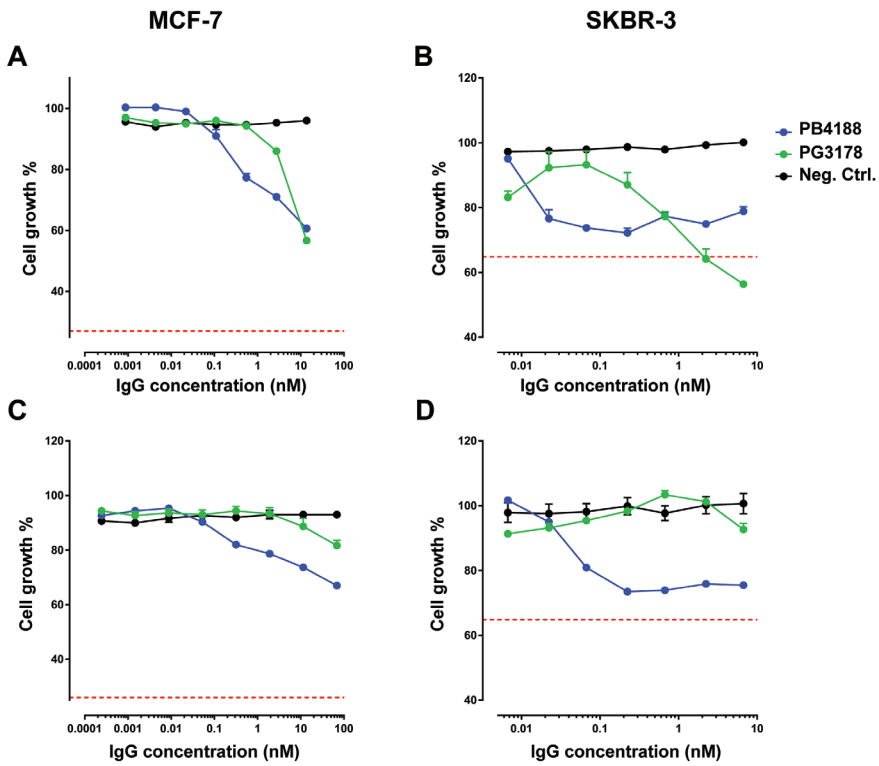 MCF-7
SKBR-3
A
B
100
80
60
40
Cell growth %
0.0001 0.001 0.01 0.1 1 10 100
IgG concentration (nM)
120
100
80
60
40
Cell growth %
0.01 0.1 1 10
IgG concentration (nM)
PB4188
PG3178
Neg. Ctrl.
C
D
120
100
80
60
40
Cell growth %
0.0001 0.001 0.01 0.1 1 10 100
IgG concentration (nM)
120
100
80
60
40
Cell growth %
0.01 0.1 1 10
IgG concentration (nM)